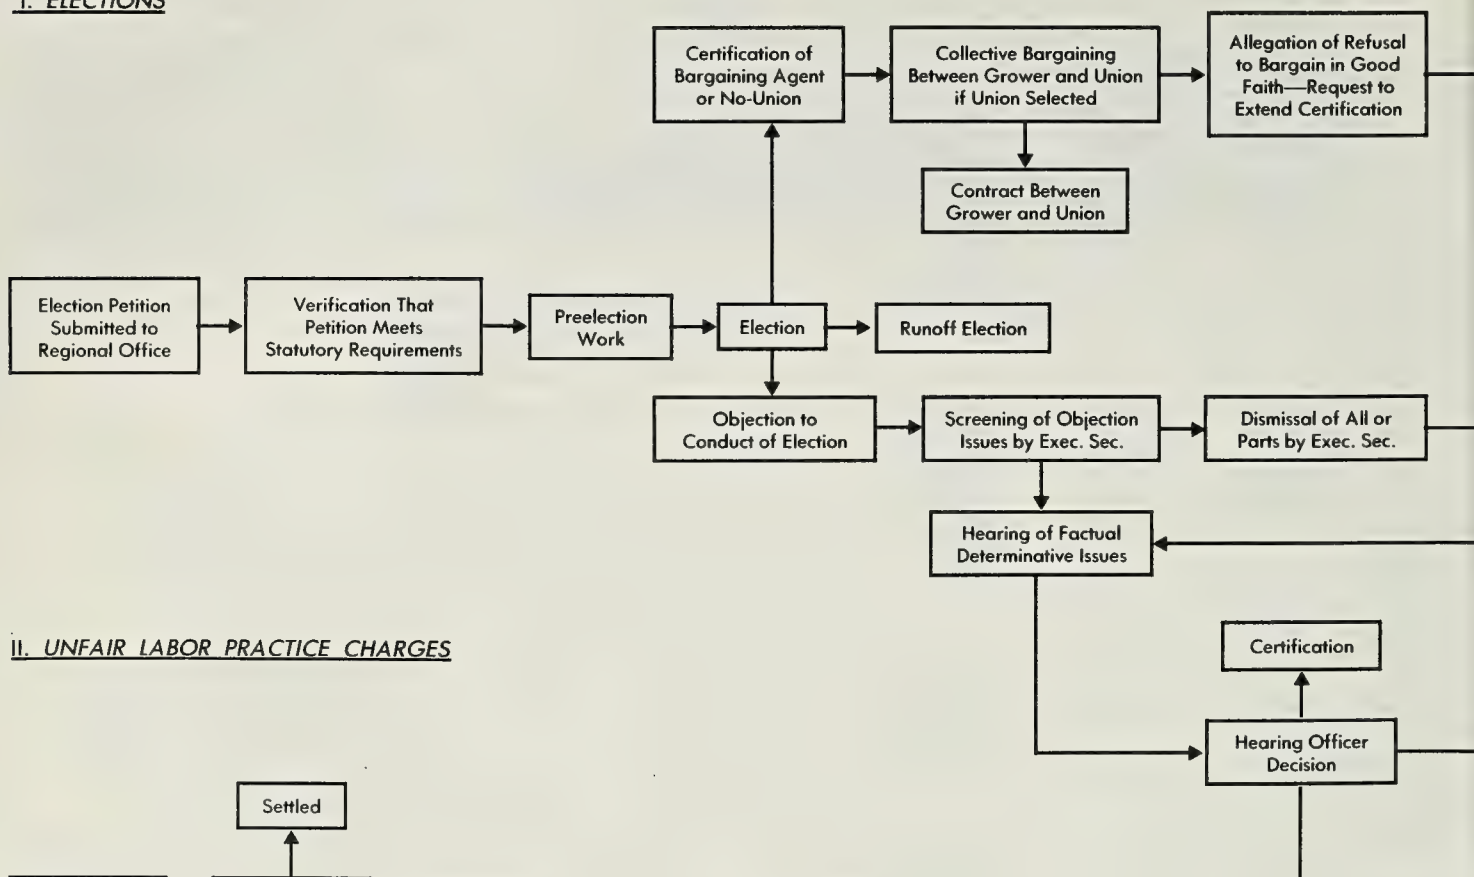 I. ELECTIONS
Certification of
Bargaining Agent
or No-Union
Collective Bargaining
Between Grower and Union
if Union Selected
Allegation of Refusal
to Bargain in Good
Faith—Request to
Extend Certification
Contract Between
Grower and Union
Election Petition
Submitted to
Regional Office
Verification That
Petition Meets
Statutory Requirements
Preelection
Work
Election
Runoff Election
Objection to
Conduct of Election
Screening of Objection
Issues by Exec. Sec.
Dismissal of All or
Parts by Exec. Sec.
Hearing of Factual
Determinative Issues
II. UNFAIR LABOR PRACTICE CHARGES
Certification
Hearing Officer
Decision
Settled